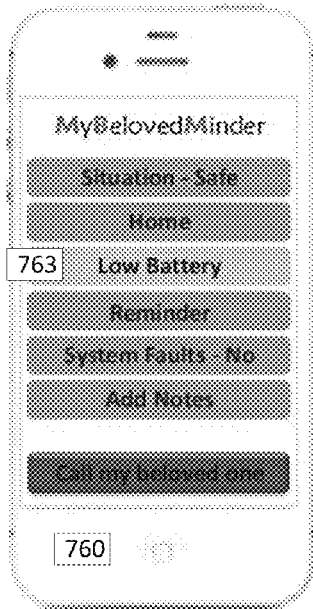 MyBelovedMinder
Situation - Safe
Home
763
Low Battery
Reminder
System Faults - No
Add Notes
Call my beloved one
760